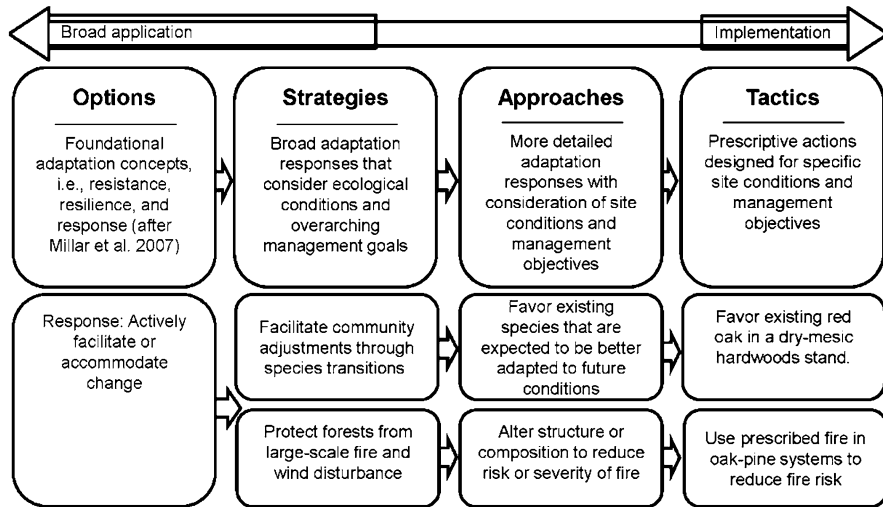 Broad application
Implementation
Options
Foundational
adaptation concepts,
i.e., resistance,
resilience, and
response (after
Millar et al. 2007)
Strategies
Broad adaptation
responses that
consider ecological
conditions and
overarching
management goals
Approaches
More detailed
adaptation
responses with
consideration of site
conditions and
management
objectives
Tactics
Prescriptive actions
designed for specific
site conditions and
management
objectives
Response: Actively
facilitate or
accommodate
change
Facilitate community
adjustments through
species transitions
Favor existing
species that are
expected to be better
adapted to future
conditions
Favor existing red
oak in a dry-mesic
hardwoods stand.
Protect forests from
large-scale fire and
wind disturbance
Alter structure or
composition to reduce
risk or severity of fire
Use prescribed fire in
oak-pine systems to
reduce fire risk